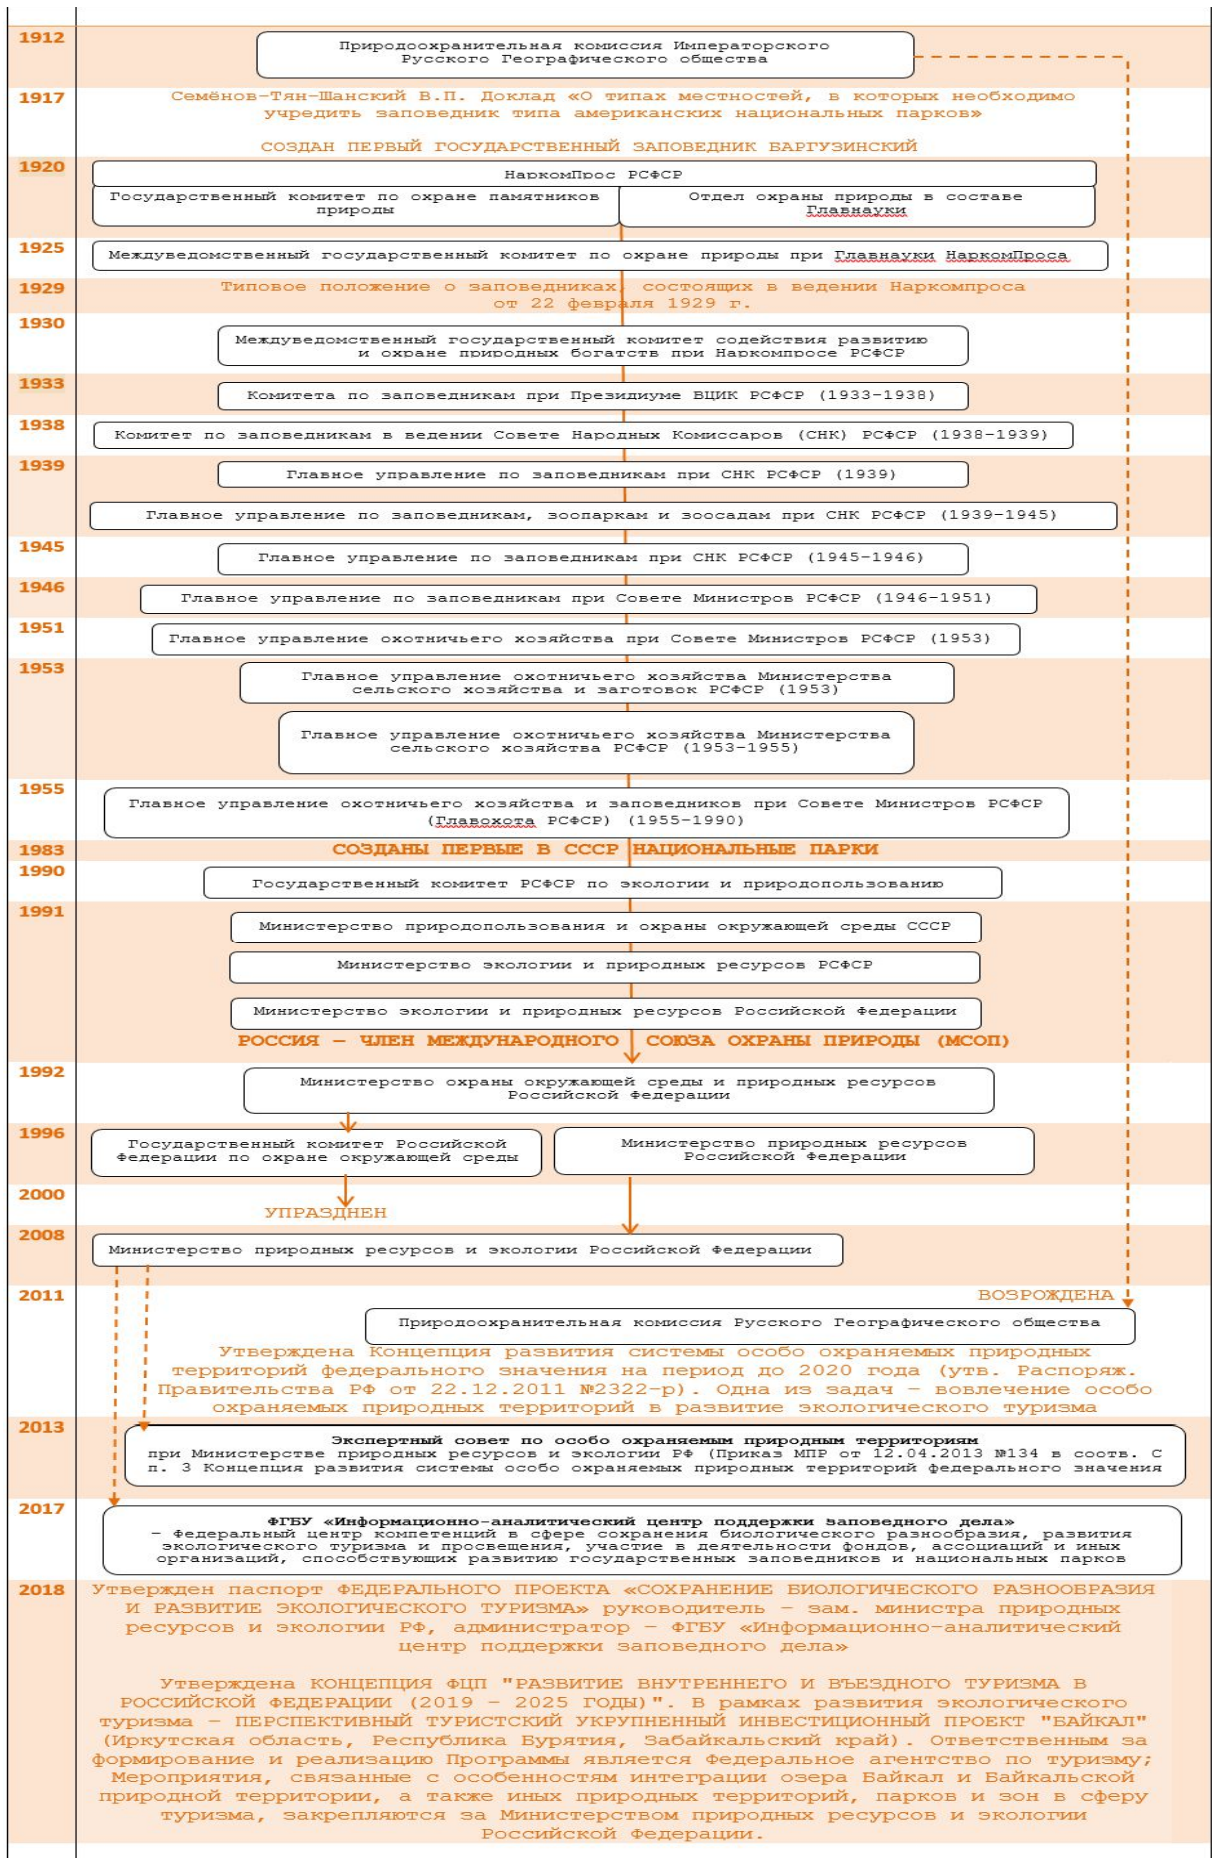 1912
Природоохранительная комиссия Императорского
Русского Географического общества
1917
Семёнов-Тян-Шанский В.П. Доклад «О типах местностей, в которых необходимо
учредить заповедник типа американских национальных парков»
СОЗДАН ПЕРВЫЙ ГОСУДАРСТВЕННЫЙ ЗАПОВЕДНИК БАРГУЗИНСКИЙ
1920
НаркомПрос РСФСР
Государственный комитет по охране памятников
природы
Отдел охраны природы в составе
Главнауки
1925
Междуведомственный государственный комитет по охране природы при Главнауки НаркомПроса
1929
Типовое положение о заповедниках, состоящих в ведении Наркомпроса
от 22 февраля 1929 г.
1930
Междуведомственный государственный комитет содействия развитию
и охране природных богатств при Наркомпросе РСФСР
1933
Комитета по заповедникам при Президиуме ВЦИК РСФСР (1933-1938)
1938
Комитет по заповедникам в ведении Совете Народных Комиссаров (СНК) РСФСР (1938-1939)
1939
Главное управление по заповедникам при СНК РСФСР (1939)
Главное управление по заповедникам, зоопаркам и зоосадам при СНК РСФСР (1939-1945)
1945
Главное управление по заповедникам при СНК РСФСР (1945-1946)
1946
Главное управление по заповедникам при Совете Министров РСФСР (1946-1951)
1951
Главное управление охотничьего хозяйства при Совете Министров РСФСР (1953)
1953
Главное управление охотничьего хозяйства Министерства
сельского хозяйства и заготовок РСФСР (1953)
Главное управление охотничьего хозяйства Министерства
сельского хозяйства РСФСР (1953-1955)
1955
Главное управление охотничьего хозяйства и заповедников при Совете Министров РСФСР
(Главохота РСФСР) (1955-1990)
1983
СОЗДАНЫ ПЕРВЫЕ В СССР НАЦИОНАЛЬНЫЕ ПАРКИ
1990
Государственный комитет РСФСР по экологии и природопользованию
1991
Министерство природопользования и охраны окружающей среды СССР
Министерство экологии и природных ресурсов РСФСР
Министерство экологии и природных ресурсов Российской Федерации
РОССИЯ – ЧЛЕН МЕЖДУНАРОДНОГО СОЮЗА ОХРАНЫ ПРИРОДЫ (МСОП)
1992
Министерство охраны окружающей среды и природных ресурсов
Российской Федерации
1996
Государственный комитет Российской
Федерации по охране окружающей среды
Министерство природных ресурсов
Российской Федерации
2000
УПРАЗДНЕН
2008
Министерство природных ресурсов и экологии Российской Федерации
2011
ВОЗРОЖДЕНА
Природоохранительная комиссия Русского Географического общества
Утверждена Концепция развития системы особо охраняемых природных
территорий федерального значения на период до 2020 года (утв. Распоряж.
Правительства РФ от 22.12.2011 №2322-р). Одна из задач – вовлечение особо
охраняемых природных территорий в развитие экологического туризма
2013
Экспертный совет по особо охраняемым природным территориям
при Министерстве природных ресурсов и экологии РФ (Приказ МПР от 12.04.2013 №134 в соотв. С
п. 3 Концепция развития системы особо охраняемых природных территорий федерального значения
2017
ФГБУ «Информационно-аналитический центр поддержки заповедного дела»
– Федеральный центр компетенций в сфере сохранения биологического разнообразия, развития
экологического туризма и просвещения, участие в деятельности фондов, ассоциаций и иных
организаций, способствующих развитию государственных заповедников и национальных парков
2018
Утвержден паспорт ФЕДЕРАЛЬНОГО ПРОЕКТА «СОХРАНЕНИЕ БИОЛОГИЧЕСКОГО РАЗНООБРАЗИЯ
И РАЗВИТИЕ ЭКОЛОГИЧЕСКОГО ТУРИЗМА» руководитель – зам. министра природных
ресурсов и экологии РФ, администратор – ФГБУ «Информационно-аналитический
центр поддержки заповедного дела»
Утверждена КОНЦЕПЦИЯ ФЦП "РАЗВИТИЕ ВНУТРЕННЕГО И ВЪЕЗДНОГО ТУРИЗМА В
РОССИЙСКОЙ ФЕДЕРАЦИИ (2019 – 2025 ГОДЫ)". В рамках развития экологического
туризма – ПЕРСПЕКТИВНЫЙ ТУРИСТСКИЙ УКРУПНЕННЫЙ ИНВЕСТИЦИОННЫЙ ПРОЕКТ "БАЙКАЛ"
(Иркутская область, Республика Бурятия, Забайкальский край). Ответственным за
формирование и реализацию Программы является Федеральное агентство по туризму;
Мероприятия, связанные с особенностям интеграции озера Байкал и Байкальской
природной территории, а также иных природных территорий, парков и зон в сферу
туризма, закрепляются за Министерством природных ресурсов и экологии
Российской Федерации.